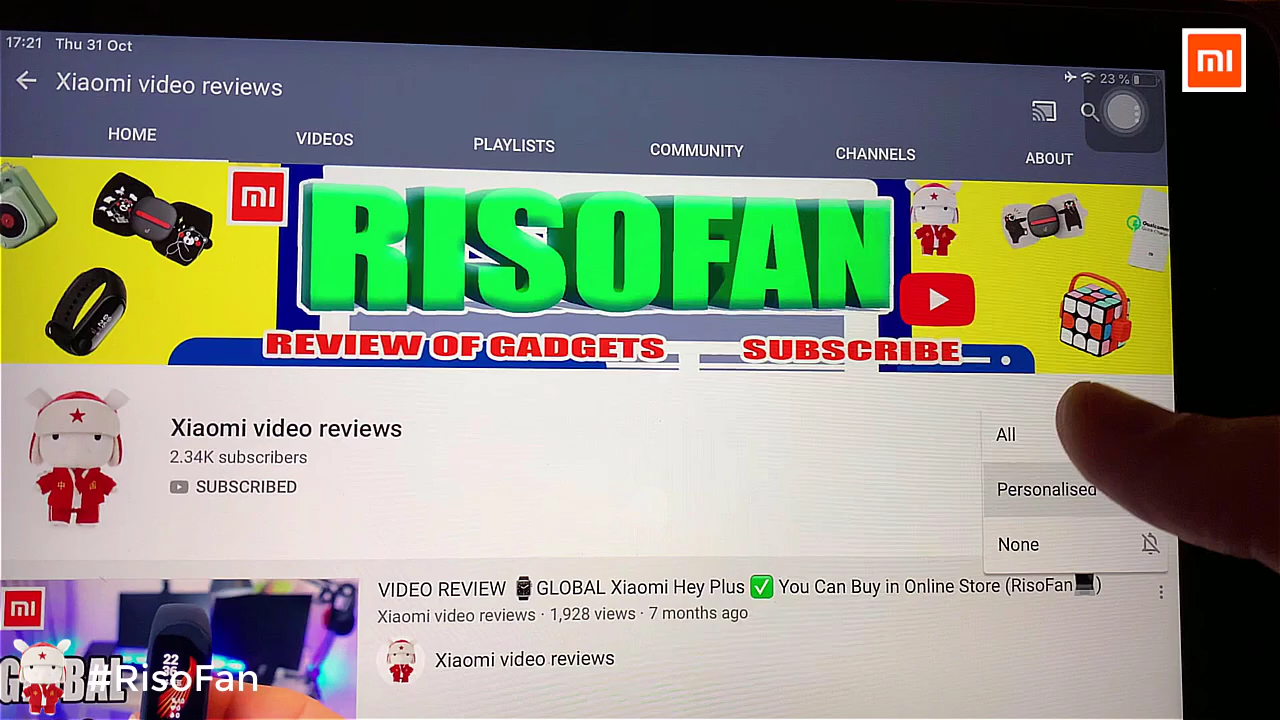 17:21 Thu 31 Oct
23 %
Xiaomi video reviews
HOME VIDEOS PLAYLISTS COMMUNITY CHANNELS ABOUT
mi
mi
RISOFAN
REVIEW OF GADGETS SUBSCRIBE
Xiaomi video reviews
2.34K subscribers
SUBSCRIBED
All
Personalised
None
VIDEO REVIEW ⌚ GLOBAL Xiaomi Hey Plus ✅ You Can Buy in Online Store (RisoFan💻)
Xiaomi video reviews · 1,928 views · 7 months ago
Xiaomi video reviews
mi
GLOBAL
22
#RisoFan